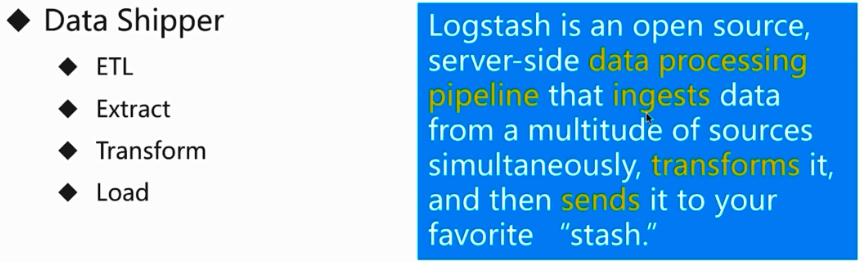 Data Shipper
ETL
Extract
Transform
Load
Logstash is an open source,
server-side data processing
pipeline that ingests data
from a multitude of sources
simultaneously, transforms it,
and then sends it to your
favorite “stash.”